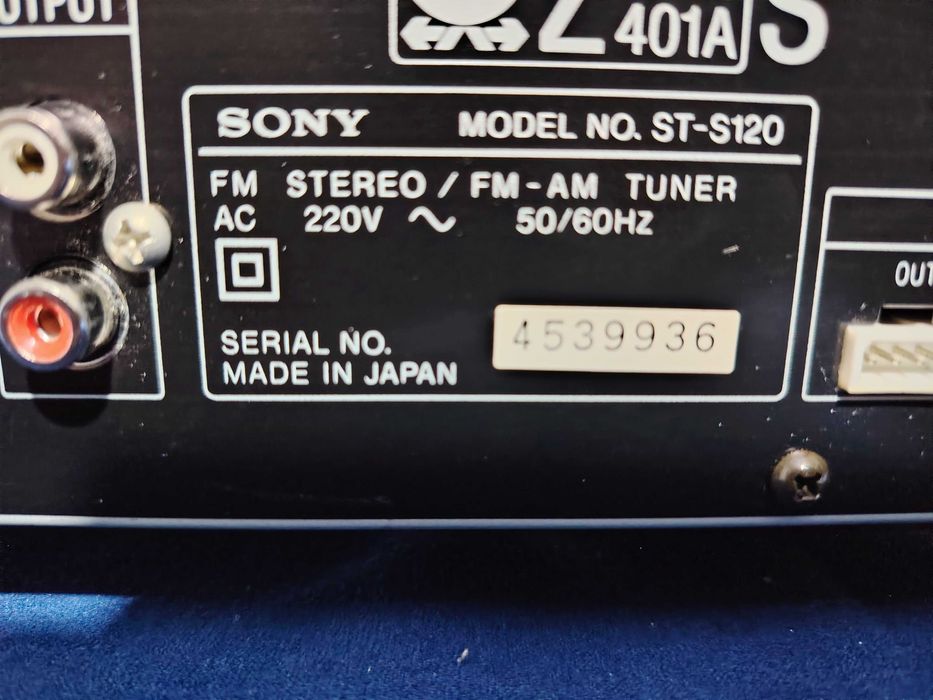 OUTPUT
401A
S
SONY MODEL NO. ST-S120
FM STEREO / FM-AM TUNER
AC 220V ~ 50/60HZ
SERIAL NO. 4539936
MADE IN JAPAN